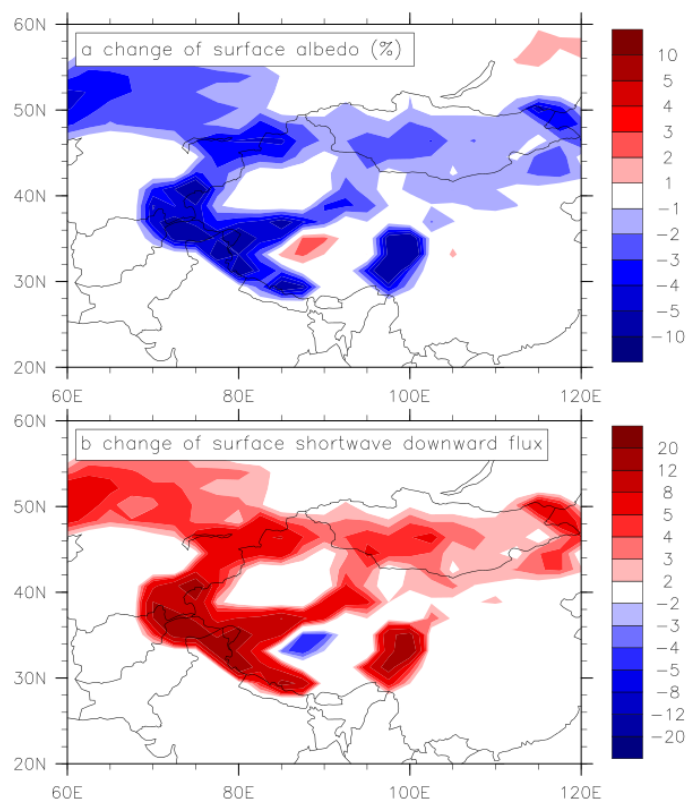 60N
a change of surface albedo (%)
50N
40N
30N
20N
60E
80E
100E
120E
10
5
4
3
2
1
-1
-2
-3
-4
-5
-10
60N
b change of surface shortwave downward flux
50N
40N
30N
20N
60E
80E
100E
120E
20
12
8
5
4
3
2
-2
-3
-4
-5
-8
-12
-20